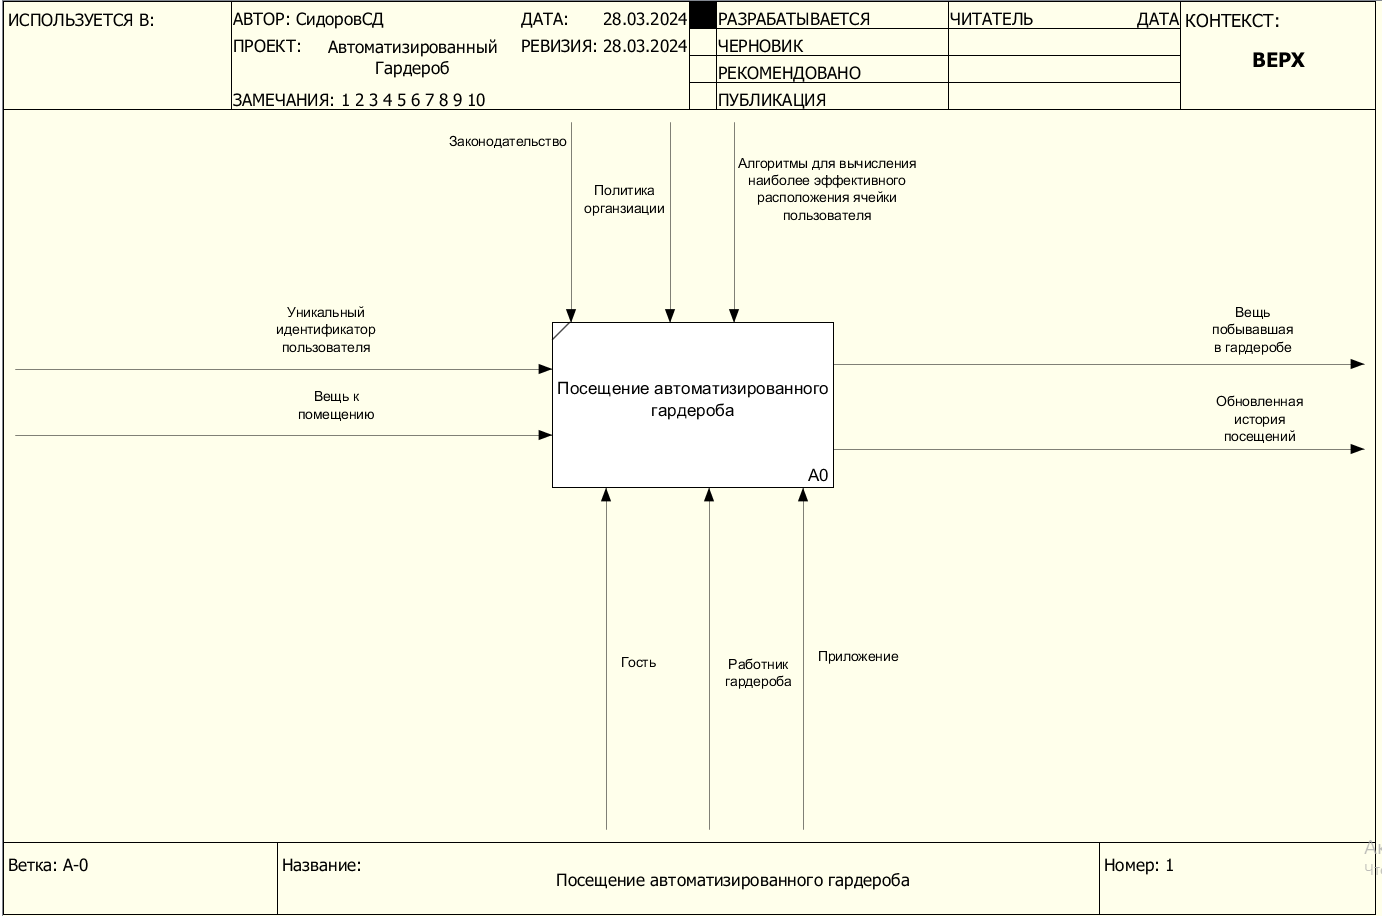 ИСПОЛЬЗУЕТСЯ В:
АВТОР: СидоровСД
ДАТА: 28.03.2024
ПРОЕКТ: Автоматизированный
Гардероб
РЕВИЗИЯ: 28.03.2024
ЗАМЕЧАНИЯ: 1 2 3 4 5 6 7 8 9 10
РАЗРАБАТЫВАЕТСЯ
ЧЕРНОВИК
РЕКОМЕНДОВАНО
ПУБЛИКАЦИЯ
ЧИТАТЕЛЬ ДАТА
КОНТЕКСТ:
ВЕРХ
Законодательство
Политика
органзиации
Алгоритмы для вычисления
наиболее эффективного
расположения ячейки
пользователя
Уникальный
идентификатор
пользователя
Вещь к
помещению
Посещение автоматизированного
гардероба
A0
Вещь
побывавшая
в гардеробе
Обновленная
история
посещений
Гость
Работник
гардероба
Приложение
Ветка: A-0
Название:
Посещение автоматизированного гардероба
Номер: 1